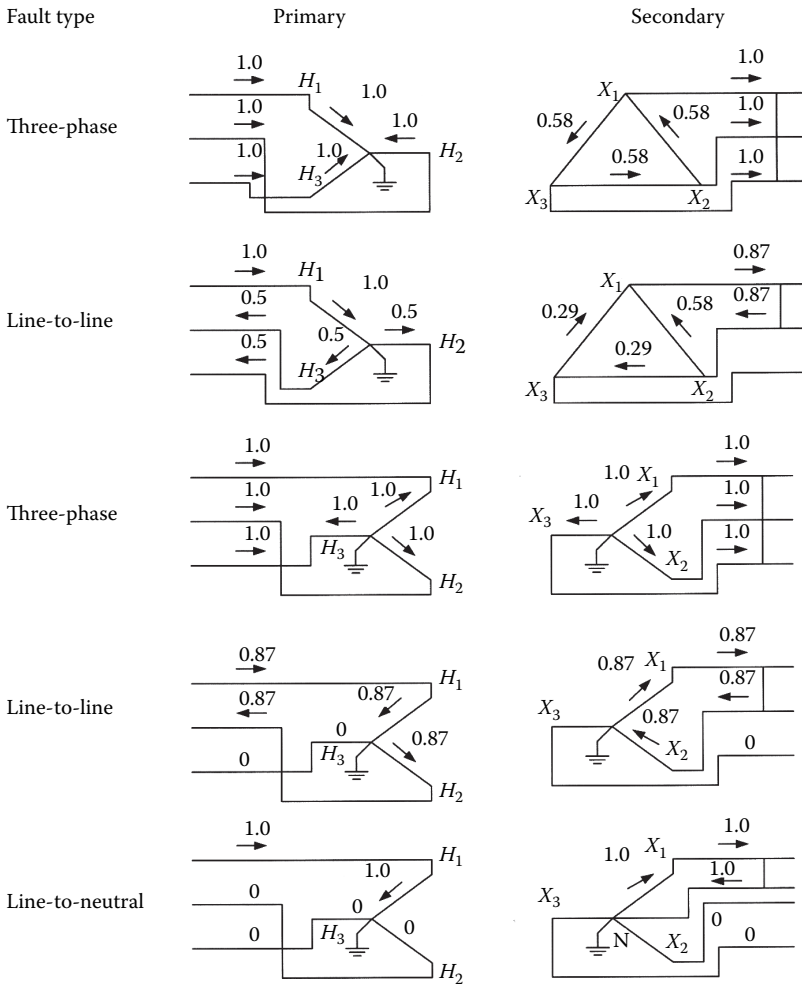 Fault type Primary Secondary
1.0 1.0
H1 1.0 X1
1.0 1.0 0.58 0.58 1.0
Three-phase H2
1.0 1.0 0.58 1.0
H3
X3 X2
1.0 0.87
H1 1.0 X1
0.5 0.5 0.29 0.58 0.87
Line-to-line H2
0.5 0.5 0.29
H3
X3 X2
1.0 1.0
H1 1.0 X1
1.0 1.0 1.0 1.0 1.0
Three-phase X3
1.0 H3 1.0 1.0 1.0
H2 X2
0.87 0.87
H1 0.87 X1
0.87 0.87 0.87
Line-to-line X3
0 0.87 0.87
0 H3 X2 0
H2
1.0 1.0
H1 1.0 X1
1.0 1.0
Line-to-neutral 0 0 X3
0 0 H3 0 N X2 0
H2